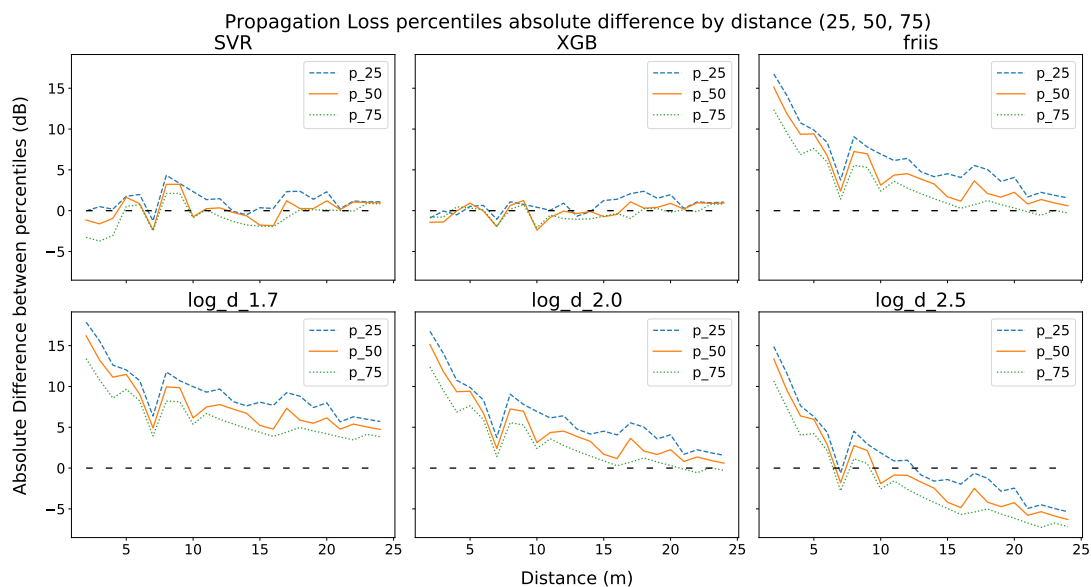 Propagation Loss percentiles absolute difference by distance (25, 50, 75)
SVR
XGB
friis
p_25
p_50
p_75
p_25
p_50
p_75
p_25
p_50
p_75
15
10
5
0
−5
log_d_1.7
log_d_2.0
log_d_2.5
p_25
p_50
p_75
p_25
p_50
p_75
p_25
p_50
p_75
15
10
5
0
−5
5 10 15 20 25
5 10 15 20 25
5 10 15 20 25
Absolute Difference between percentiles (dB)
Distance (m)